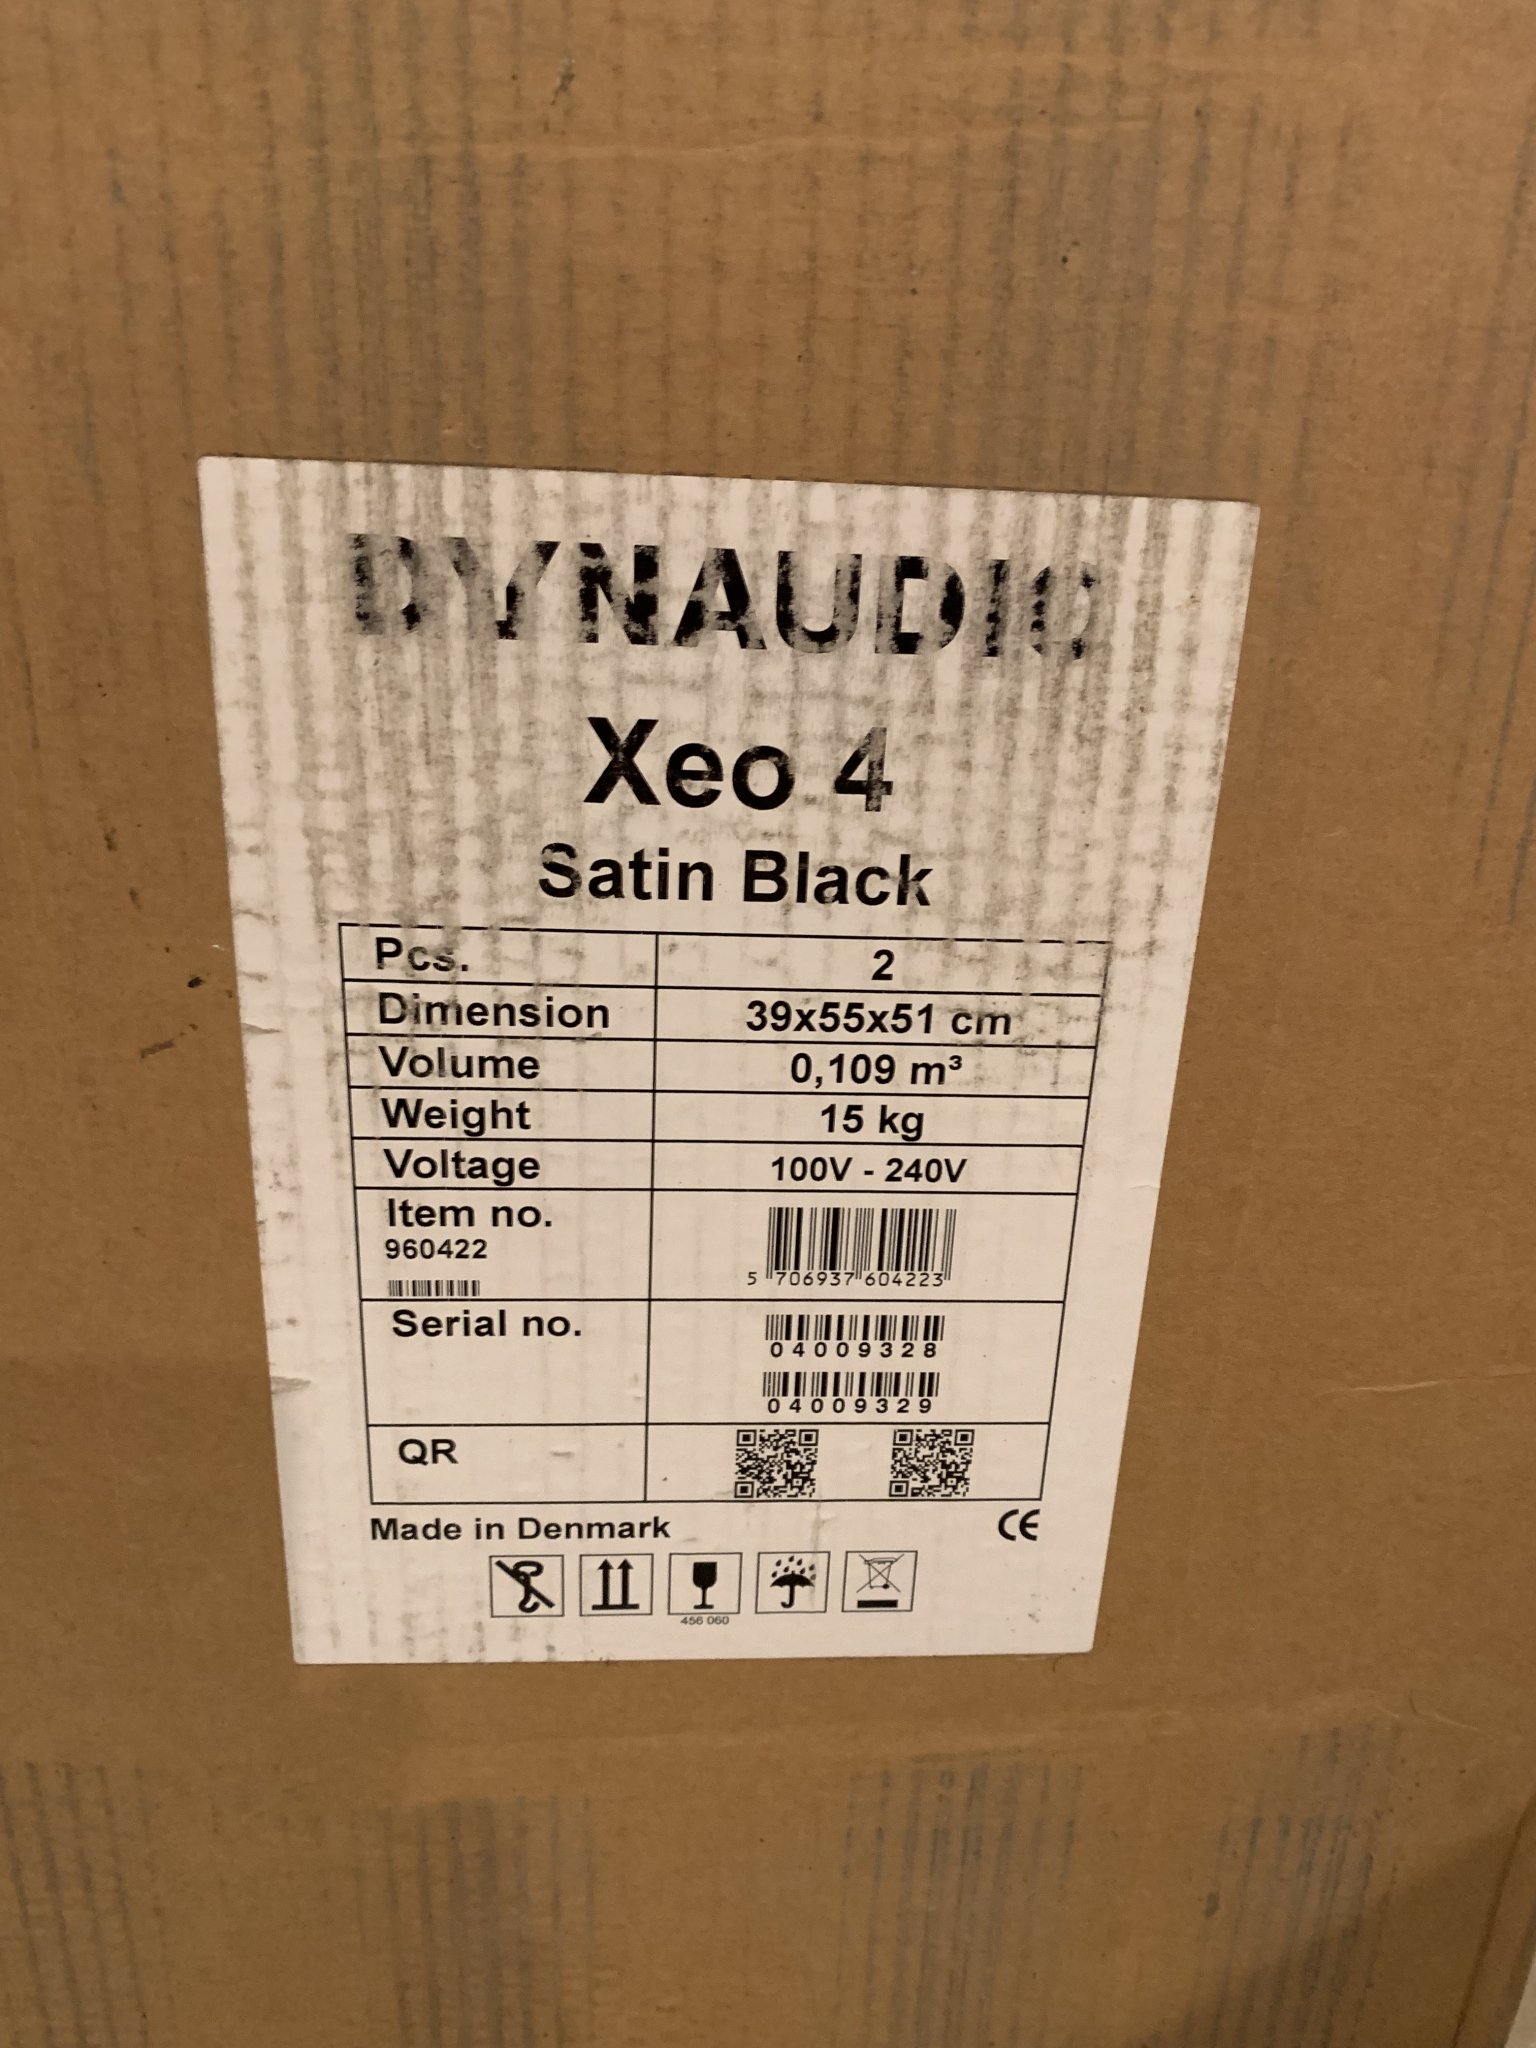 DYNAUDIO
Xeo 4
Satin Black
Pcs. 2
Dimension 39x55x51 cm
Volume 0,109 m³
Weight 15 kg
Voltage 100V - 240V
Item no.
960422
5 706937 604223
Serial no.
04009328
04009329
QR
Made in Denmark CE
456 060